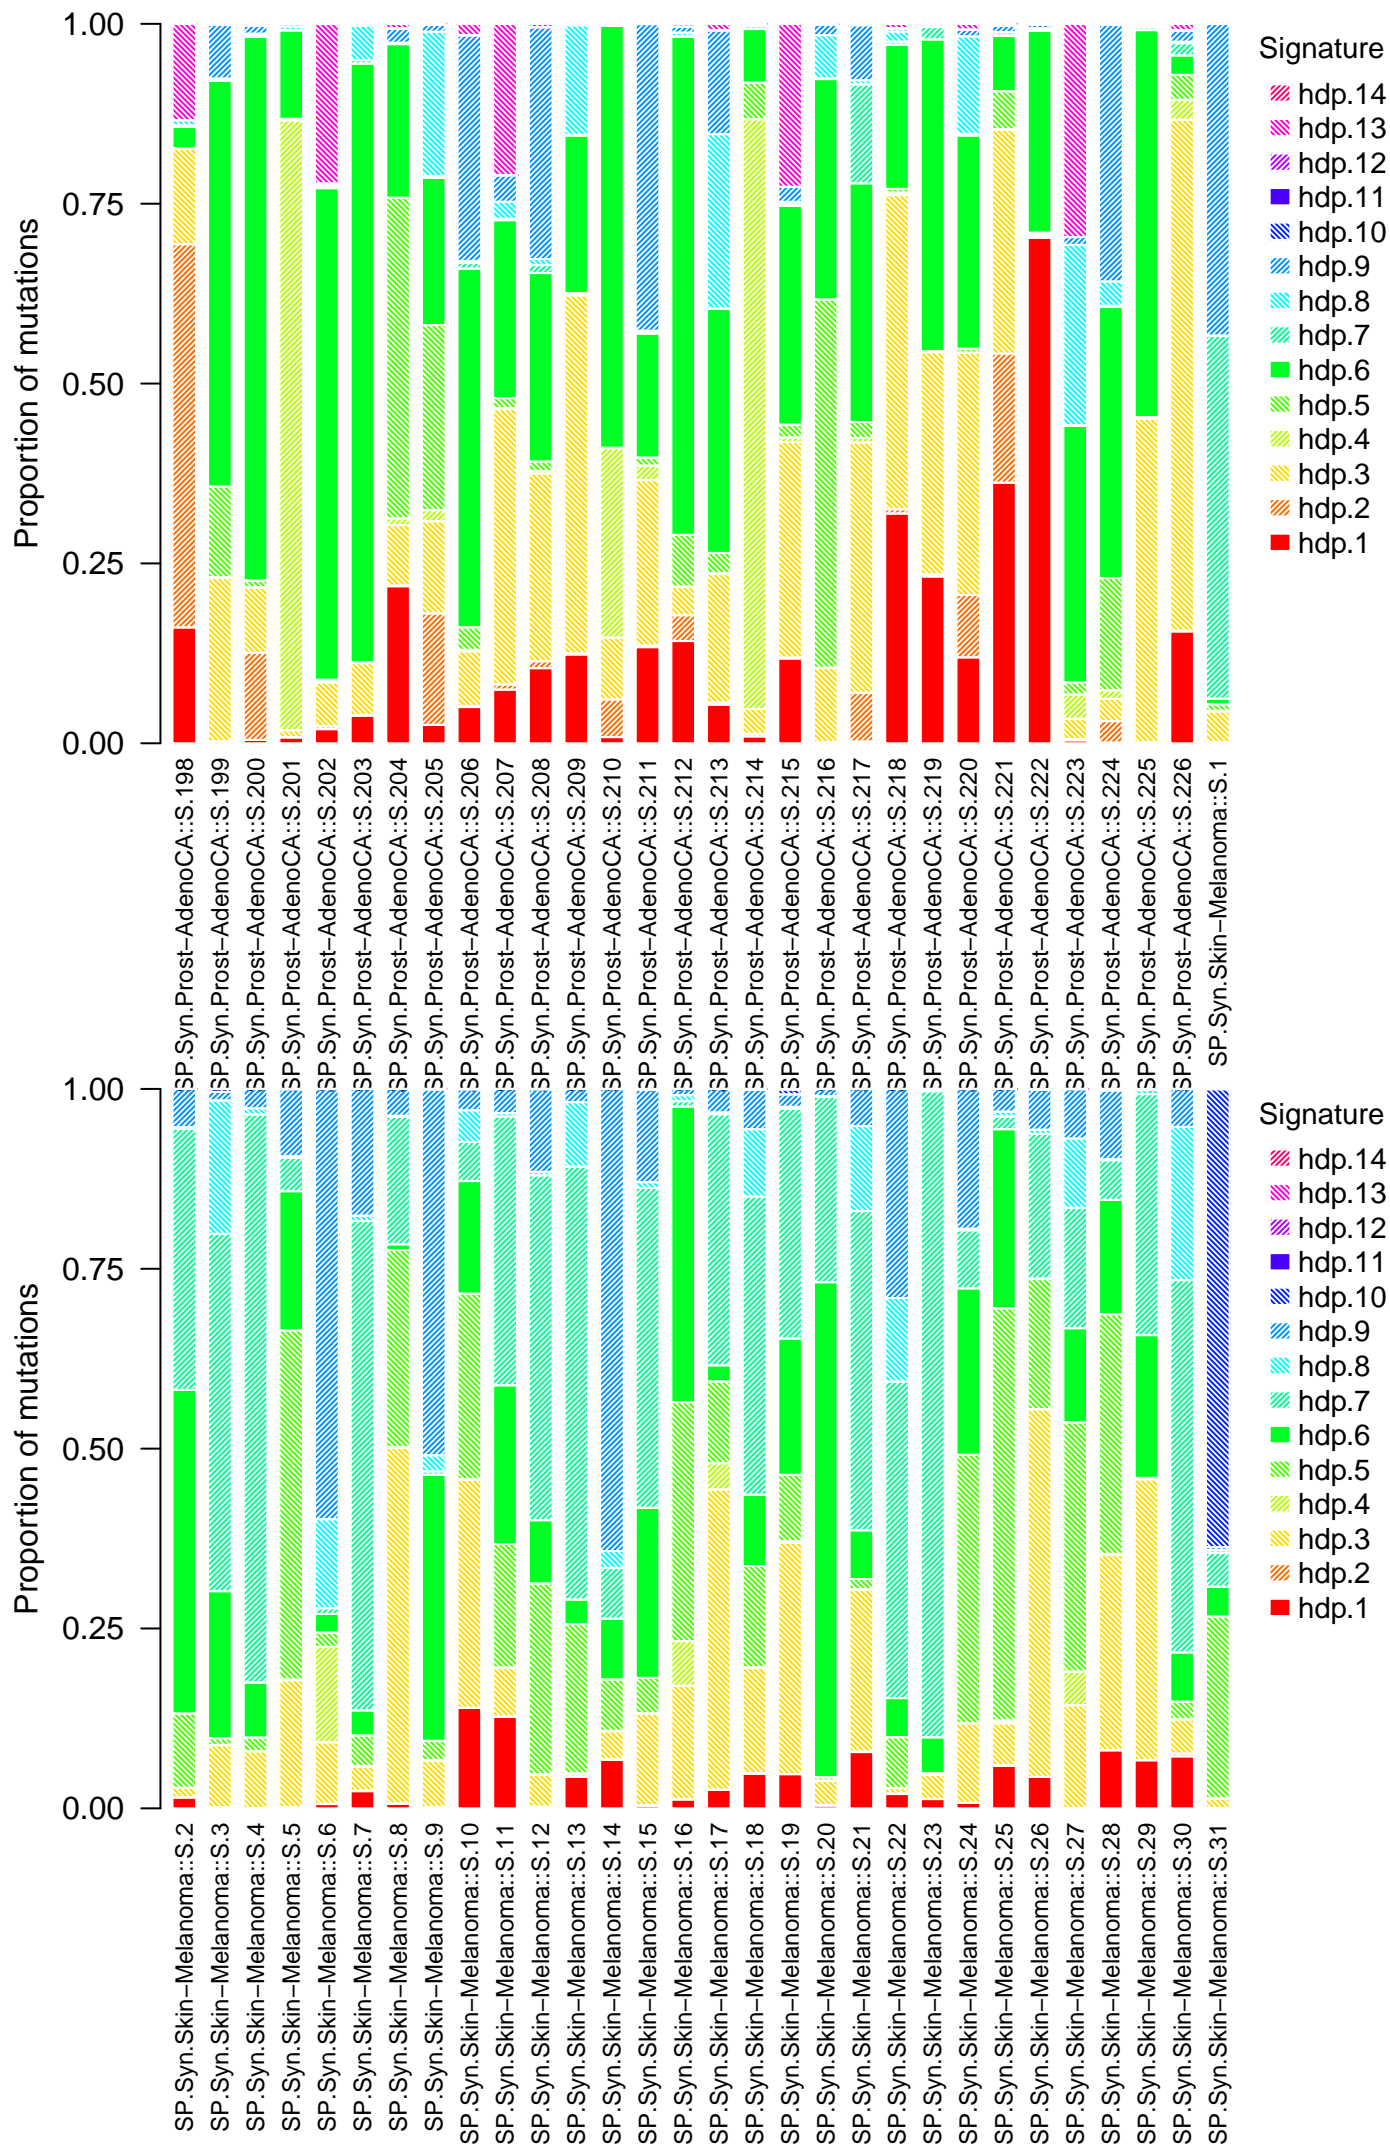 Proportion of mutations
1.00
0.75
0.50
0.25
0.00
SP.Syn.Prost−AdenoCA::S.198
SP.Syn.Prost−AdenoCA::S.199
SP.Syn.Prost−AdenoCA::S.200
SP.Syn.Prost−AdenoCA::S.201
SP.Syn.Prost−AdenoCA::S.202
SP.Syn.Prost−AdenoCA::S.203
SP.Syn.Prost−AdenoCA::S.204
SP.Syn.Prost−AdenoCA::S.205
SP.Syn.Prost−AdenoCA::S.206
SP.Syn.Prost−AdenoCA::S.207
SP.Syn.Prost−AdenoCA::S.208
SP.Syn.Prost−AdenoCA::S.209
SP.Syn.Prost−AdenoCA::S.210
SP.Syn.Prost−AdenoCA::S.211
SP.Syn.Prost−AdenoCA::S.212
SP.Syn.Prost−AdenoCA::S.213
SP.Syn.Prost−AdenoCA::S.214
SP.Syn.Prost−AdenoCA::S.215
SP.Syn.Prost−AdenoCA::S.216
SP.Syn.Prost−AdenoCA::S.217
SP.Syn.Prost−AdenoCA::S.218
SP.Syn.Prost−AdenoCA::S.219
SP.Syn.Prost−AdenoCA::S.220
SP.Syn.Prost−AdenoCA::S.221
SP.Syn.Prost−AdenoCA::S.222
SP.Syn.Prost−AdenoCA::S.223
SP.Syn.Prost−AdenoCA::S.224
SP.Syn.Prost−AdenoCA::S.225
SP.Syn.Prost−AdenoCA::S.226
SP.Syn.Skin−Melanoma::S.1
Signature
hdp.14
hdp.13
hdp.12
hdp.11
hdp.10
hdp.9
hdp.8
hdp.7
hdp.6
hdp.5
hdp.4
hdp.3
hdp.2
hdp.1
Proportion of mutations
1.00
0.75
0.50
0.25
0.00
SP.Syn.Skin−Melanoma::S.2
SP.Syn.Skin−Melanoma::S.3
SP.Syn.Skin−Melanoma::S.4
SP.Syn.Skin−Melanoma::S.5
SP.Syn.Skin−Melanoma::S.6
SP.Syn.Skin−Melanoma::S.7
SP.Syn.Skin−Melanoma::S.8
SP.Syn.Skin−Melanoma::S.9
SP.Syn.Skin−Melanoma::S.10
SP.Syn.Skin−Melanoma::S.11
SP.Syn.Skin−Melanoma::S.12
SP.Syn.Skin−Melanoma::S.13
SP.Syn.Skin−Melanoma::S.14
SP.Syn.Skin−Melanoma::S.15
SP.Syn.Skin−Melanoma::S.16
SP.Syn.Skin−Melanoma::S.17
SP.Syn.Skin−Melanoma::S.18
SP.Syn.Skin−Melanoma::S.19
SP.Syn.Skin−Melanoma::S.20
SP.Syn.Skin−Melanoma::S.21
SP.Syn.Skin−Melanoma::S.22
SP.Syn.Skin−Melanoma::S.23
SP.Syn.Skin−Melanoma::S.24
SP.Syn.Skin−Melanoma::S.25
SP.Syn.Skin−Melanoma::S.26
SP.Syn.Skin−Melanoma::S.27
SP.Syn.Skin−Melanoma::S.28
SP.Syn.Skin−Melanoma::S.29
SP.Syn.Skin−Melanoma::S.30
SP.Syn.Skin−Melanoma::S.31
Signature
hdp.14
hdp.13
hdp.12
hdp.11
hdp.10
hdp.9
hdp.8
hdp.7
hdp.6
hdp.5
hdp.4
hdp.3
hdp.2
hdp.1